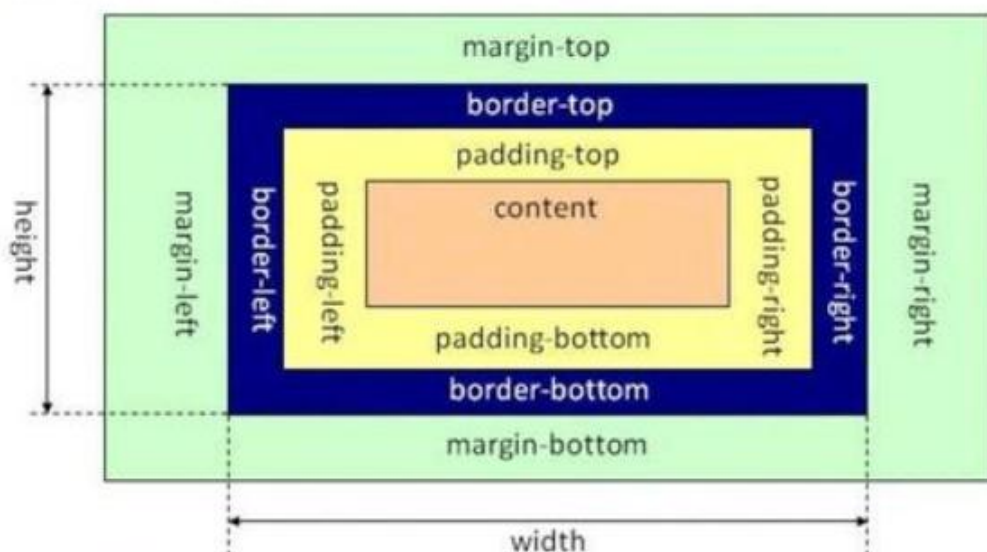 margin-top
border-top
padding-top
content
height
margin-left
border-left
padding-left
padding-right
border-right
margin-right
padding-bottom
border-bottom
margin-bottom
width